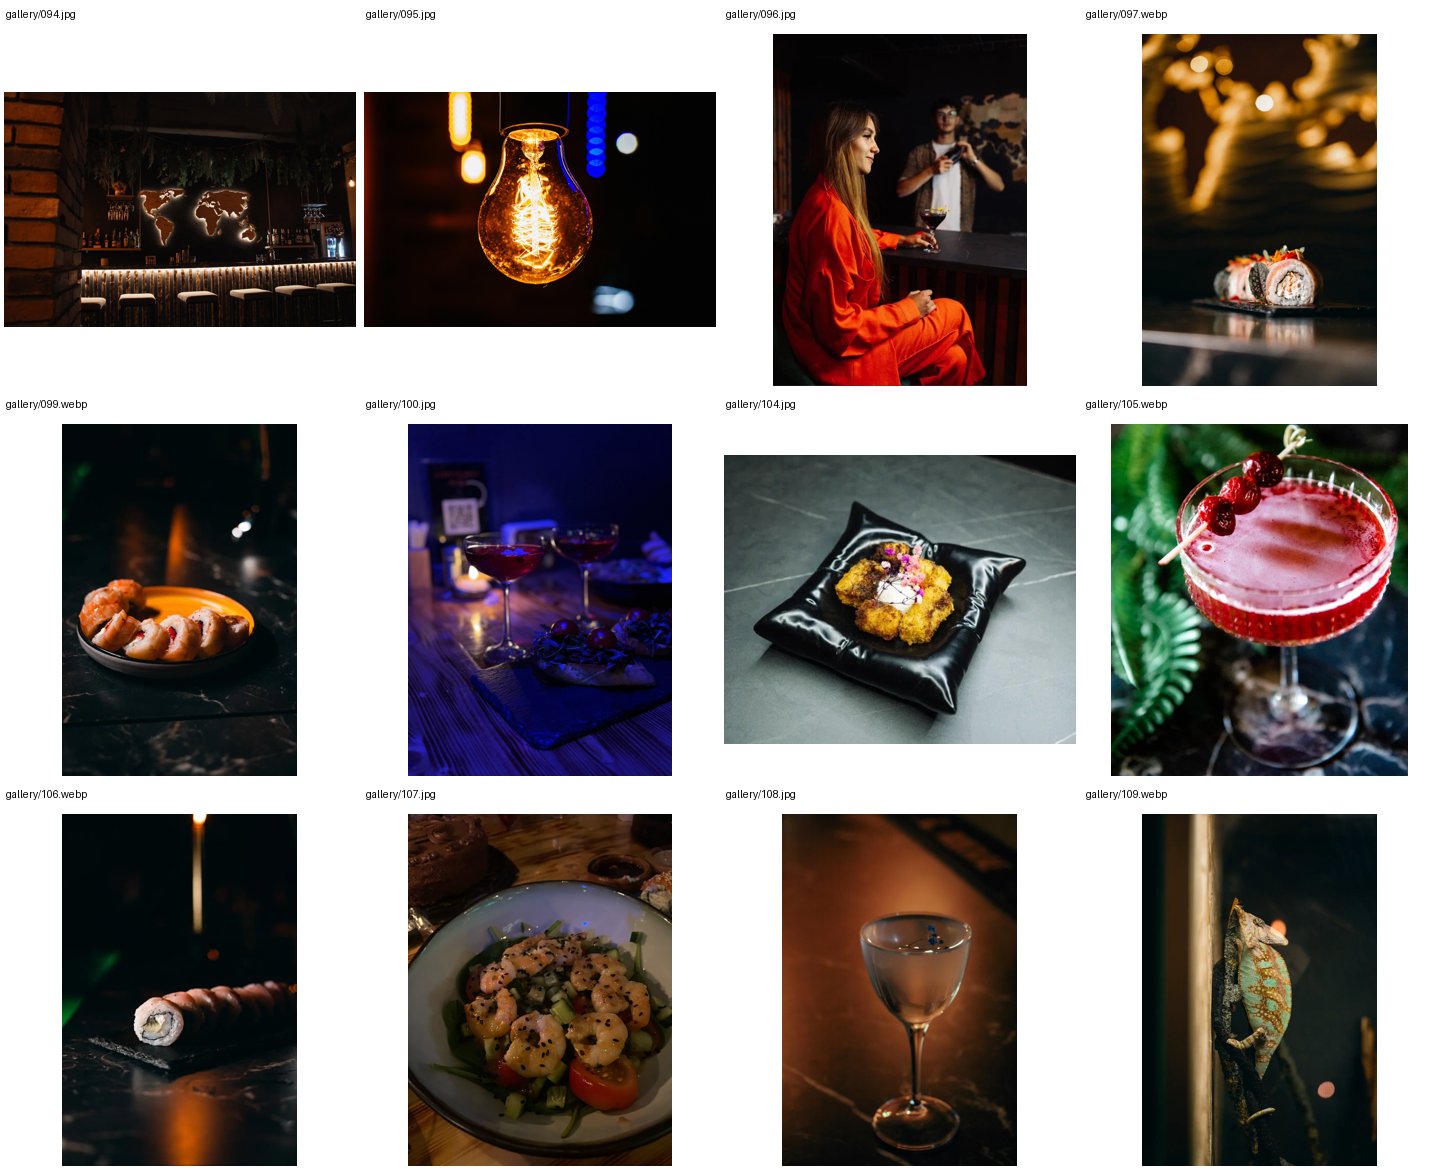 gallery/094.jpg
gallery/095.jpg
gallery/096.jpg
gallery/097.webp
gallery/099.webp
gallery/100.jpg
gallery/104.jpg
gallery/105.webp
gallery/106.webp
gallery/107.jpg
gallery/108.jpg
gallery/109.webp